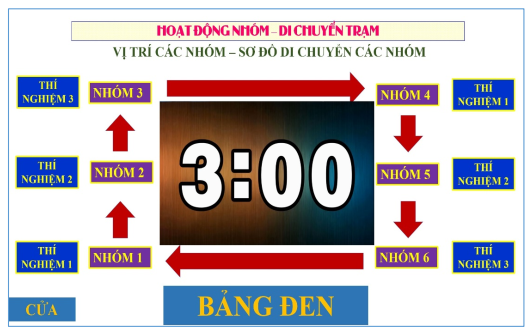 HOẠT ĐỘNG NHÓM – DI CHUYỂN TRẠM
VỊ TRÍ CÁC NHÓM – SƠ ĐỒ DI CHUYỂN CÁC NHÓM
THÍ
NGHIỆM 3
NHÓM 3
NHÓM 4
THÍ
NGHIỆM 1
3:00
THÍ
NGHIỆM 2
NHÓM 2
NHÓM 5
THÍ
NGHIỆM 2
THÍ
NGHIỆM 1
NHÓM 1
NHÓM 6
THÍ
NGHIỆM 3
CỬA
BẢNG ĐEN